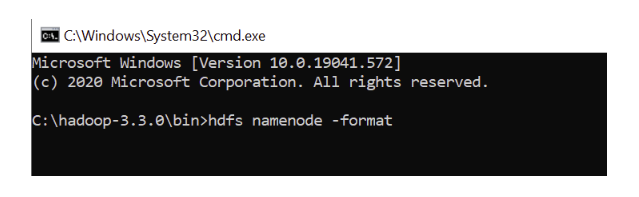 C:\Windows\System32\cmd.exe
Microsoft Windows [Version 10.0.19041.572]
(c) 2020 Microsoft Corporation. All rights reserved.
C:\hadoop-3.3.0\bin>hdfs namenode -format